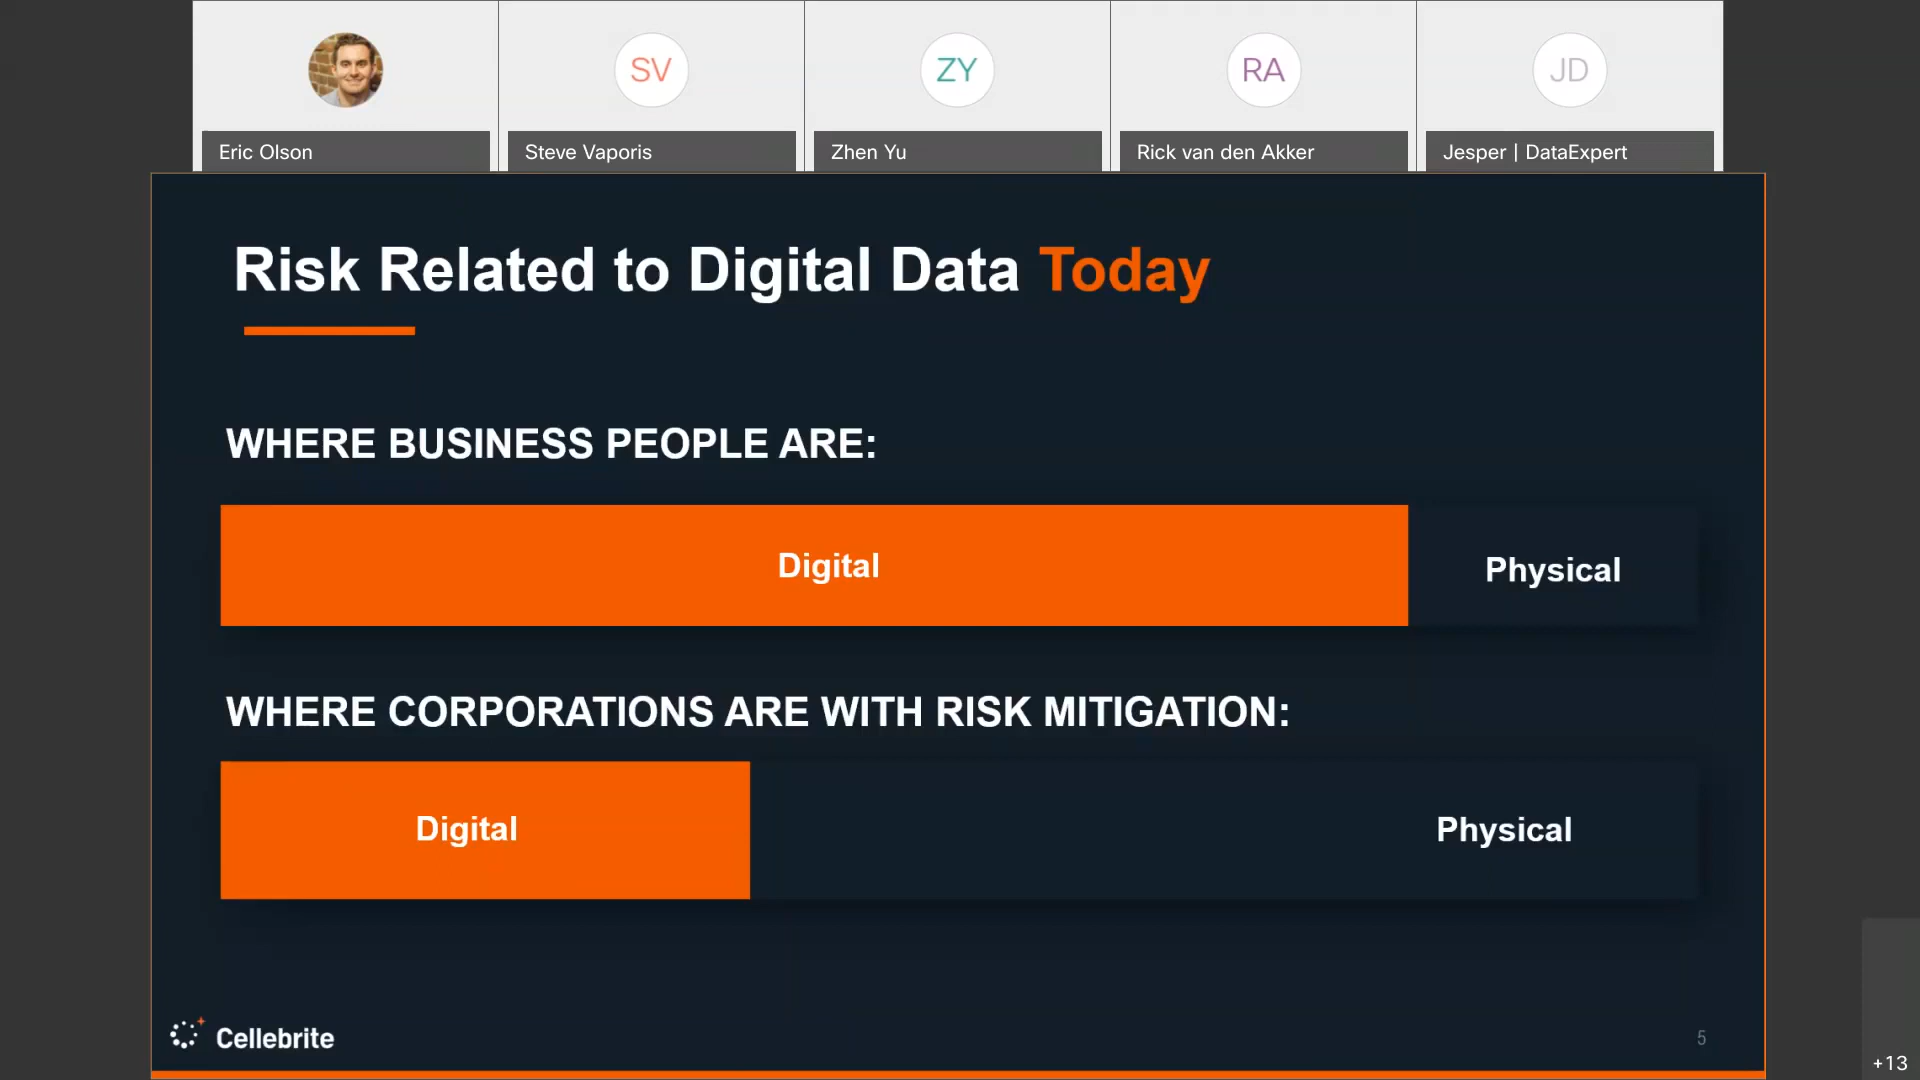 SV
ZY
RA
JD
Eric Olson
Steve Vaporis
Zhen Yu
Rick van den Akker
Jesper | DataExpert
Risk Related to Digital Data Today
WHERE BUSINESS PEOPLE ARE:
Digital
Physical
WHERE CORPORATIONS ARE WITH RISK MITIGATION:
Digital
Physical
Cellebrite
5
+13